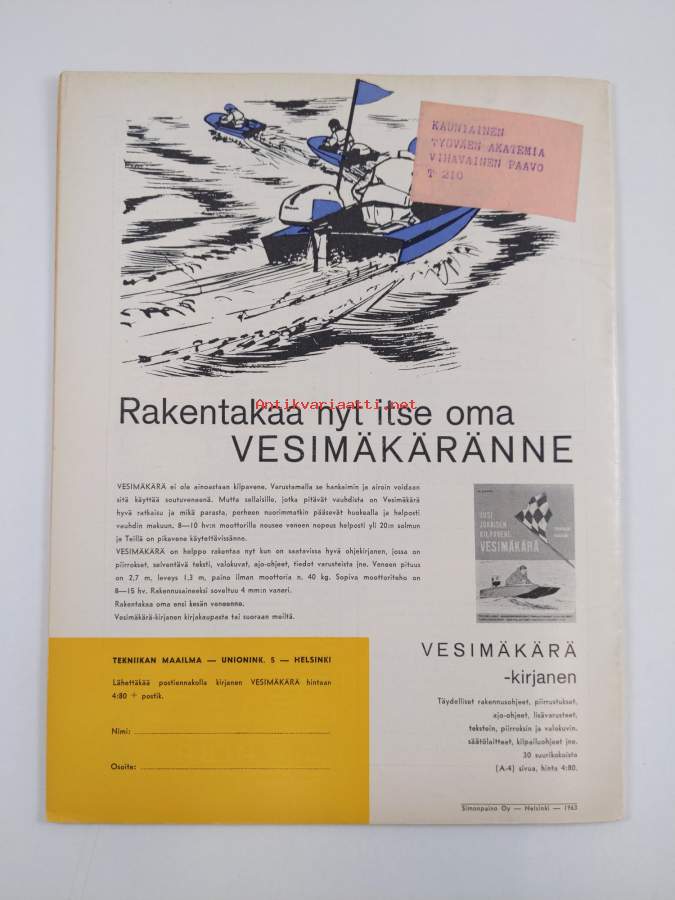 KAUNIAINEN
TYÖVÄEN AKATEMIA
VIHAVAINEN PAAVO
T 210
Antikvariaatti.net
Rakentakaa nyt itse oma
VESIMÄKÄRÄNNE
VESIMÄKÄRÄ ei ole ainoastaan kilpavene. Varustamalla se hankaimin ja airoin voidaan
sitä käyttää soutuveneenä. Mutta sellaisille, jotka pitävät vauhdista on Vesimäkärä
hyvä ratkaisu ja mikä parasta, perheen nuorimmatkin pääsevät huokealla ja helposti
vauhdin makuun. 8—10 hv:n moottorilla nousee veneen nopeus helposti yli 20:n solmun
ja Teillä on pikavene käytettävissänne.
VESIMÄKÄRÄ on helppo rakentaa nyt kun on saatavissa hyvä ohjekirjanen, jossa on
piirrokset, selventävä teksti, valokuvat, ajo-ohjeet, tiedot varusteista jne. Veneen pituus
on 2,7 m, leveys 1,3 m, paino ilman moottoria n. 40 kg. Sopiva moottoriteho on
8—15 hv. Rakennusaineeksi soveltuu 4 mm:n vaneri.
Rakentakaa oma ensi kesän veneenne.
Vesimäkärä-kirjanen kirjakaupasta tai suoraan meiltä.
UUSI
JOKAISEN
KILPAVENE
VESIMÄKÄRÄ
TEKNIIKAN MAAILMA — UNIONINK. 5 — HELSINKI
Lähettäkää postiennakolla kirjanen VESIMÄKÄRÄ hintaan
4:80 + postik.
Nimi:
Osoite:
VESIMÄKÄRÄ
-kirjanen
Täydelliset rakennusohjeet, piirrustukset,
ajo-ohjeet, lisävarusteet,
tekstein, piirroksin ja valokuvin,
säätölaitteet, kilpailuohjeet jne.
30 suurikokoista
(A-4) sivua, hinta 4:80.
Simonpaino Oy — Helsinki — 1963